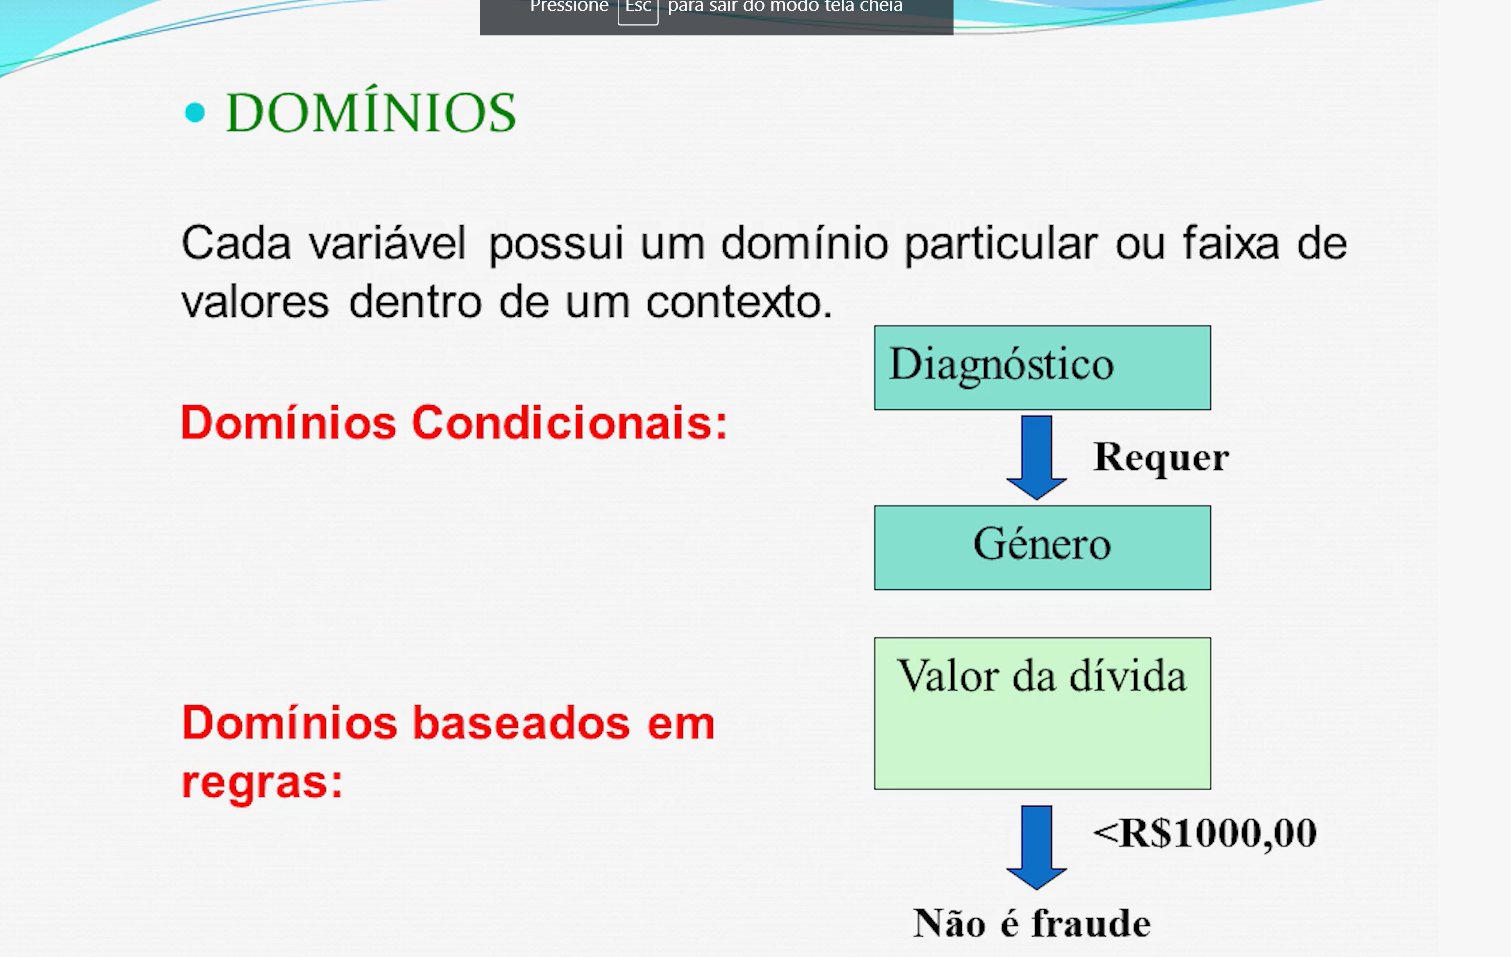 Pressione Esc para sair do modo tela cheia
DOMÍNIOS
Cada variável possui um domínio particular ou faixa de
valores dentro de um contexto.
Diagnóstico
Domínios Condicionais:
Requer
Género
Valor da dívida
Domínios baseados em
regras:
<R$1000,00
Não é fraude